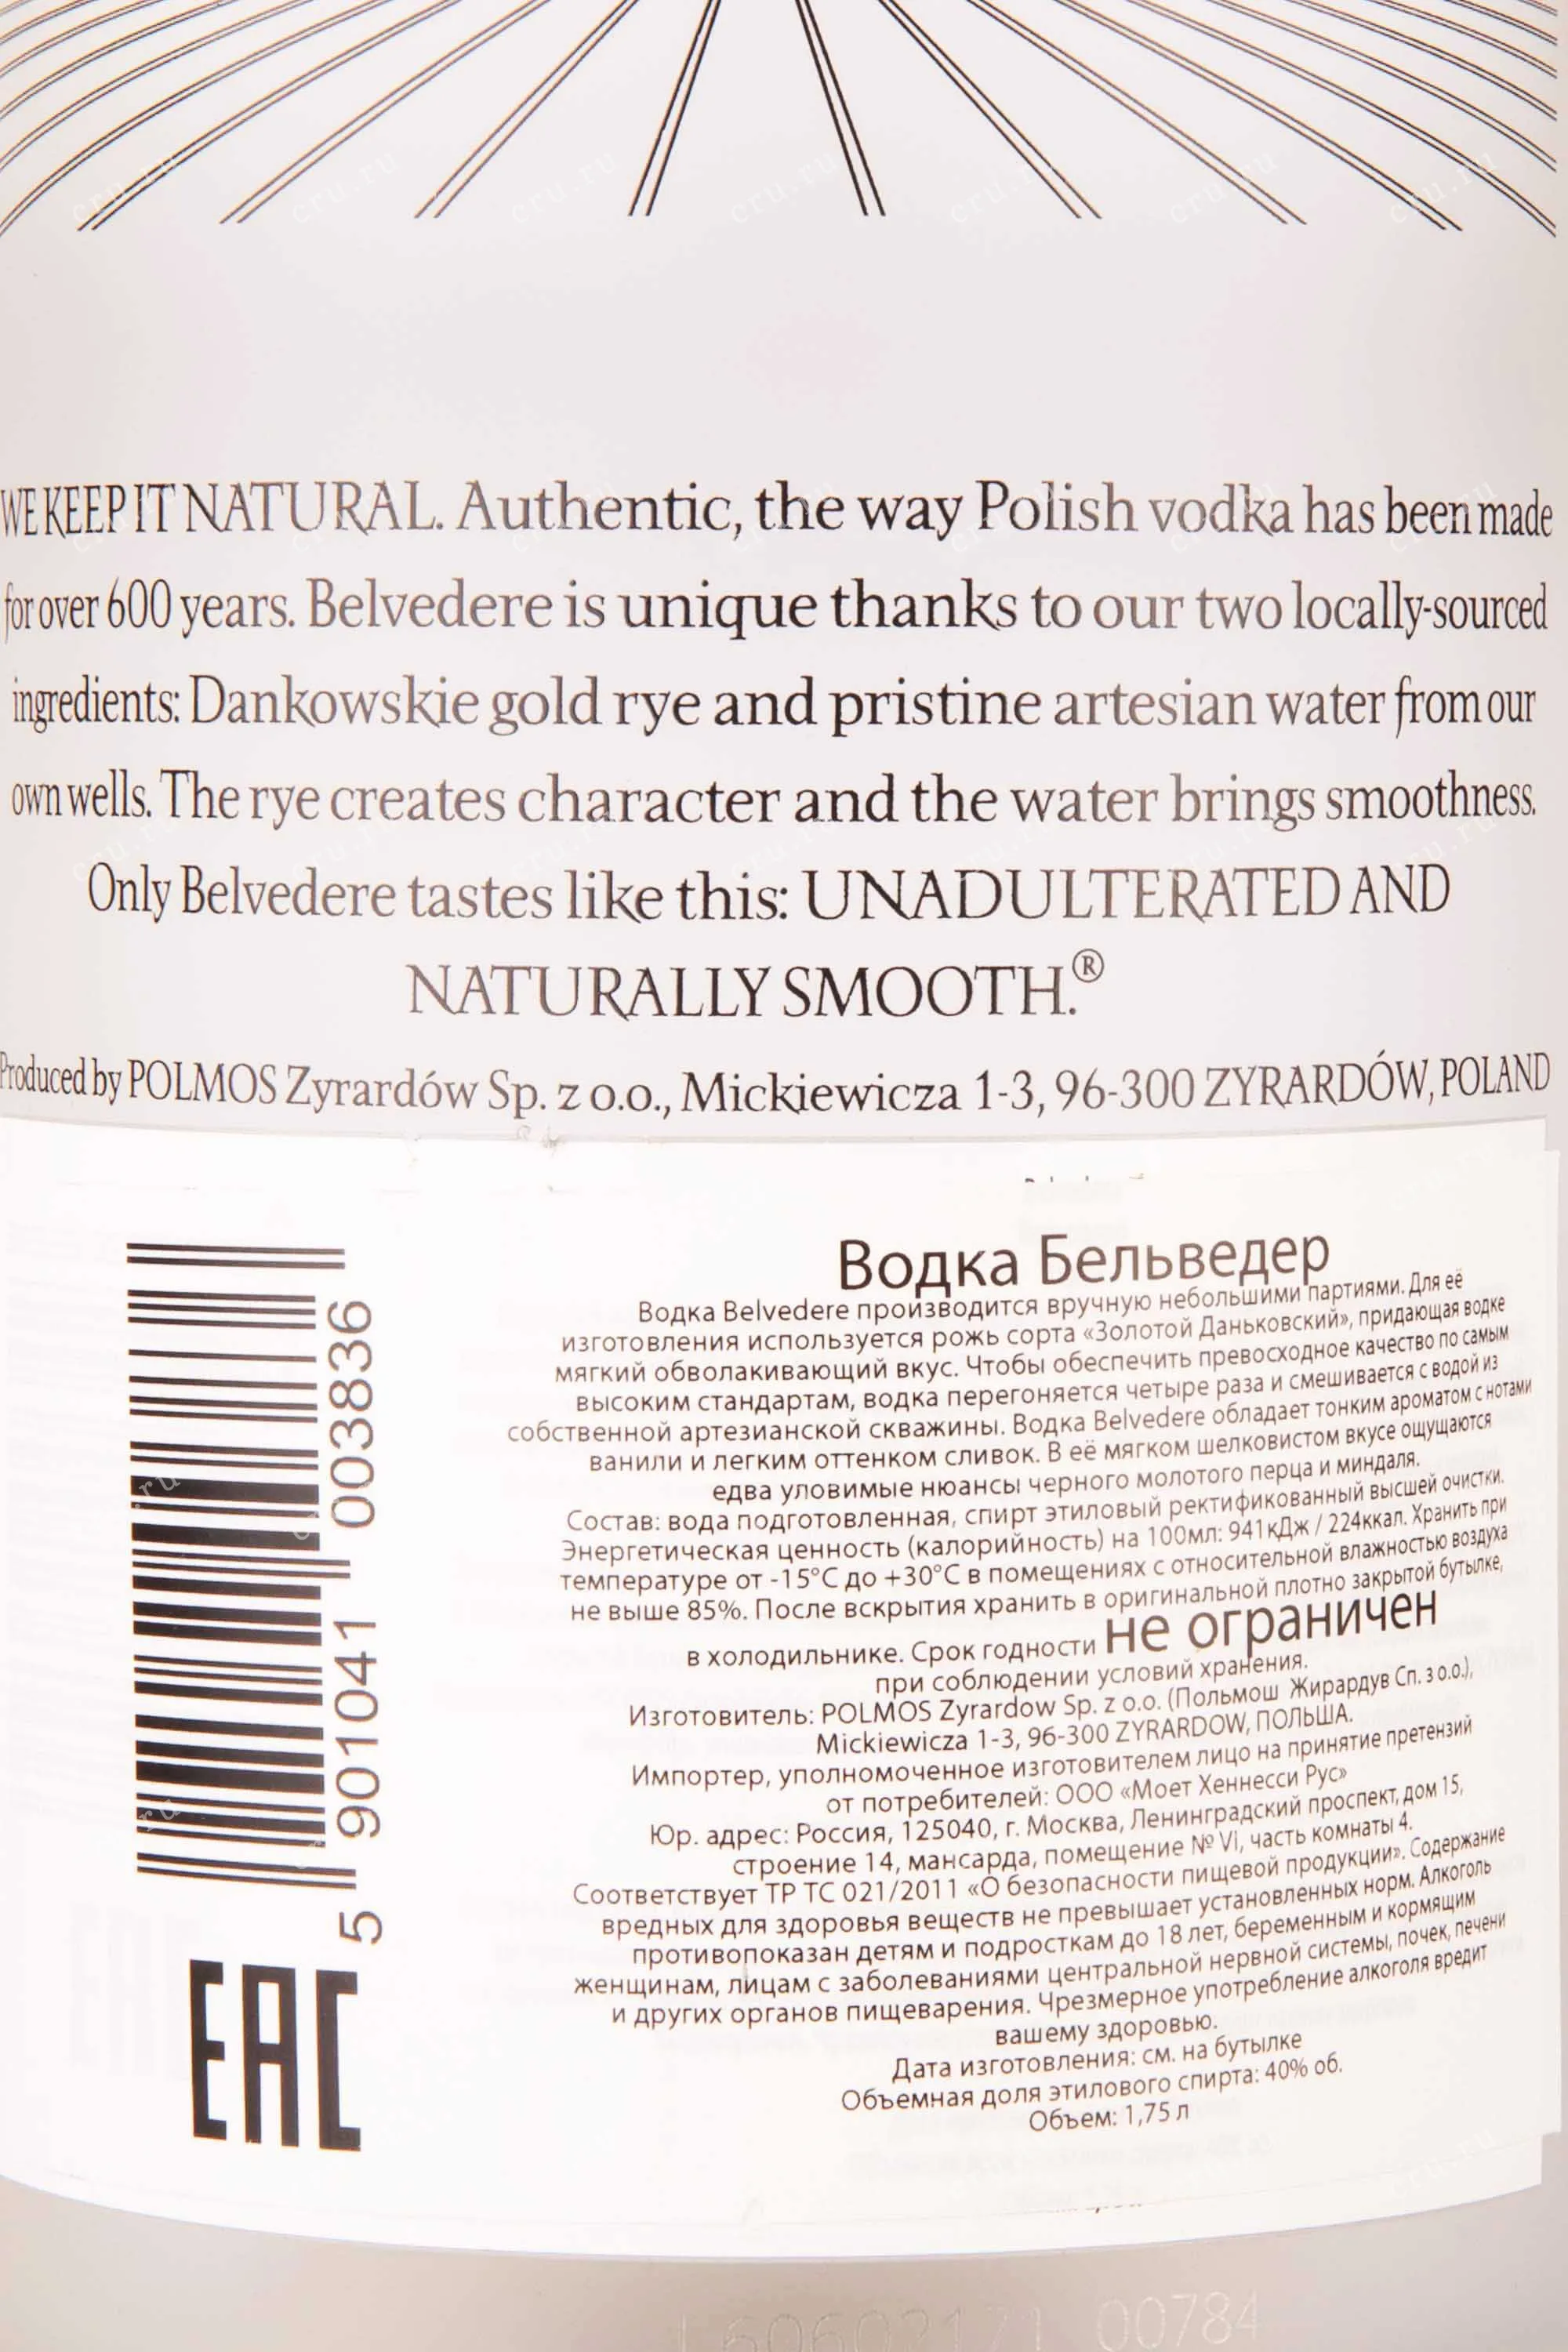 WE KEEP IT NATURAL. Authentic, the way Polish vodka has been made
for over 600 years. Belvedere is unique thanks to our two locally-sourced
ingredients: Dankowskie gold rye and pristine artesian water from our
own wells. The rye creates character and the water brings smoothness.
Only Belvedere tastes like this: UNADULTERATED AND
NATURALLY SMOOTH.®
Produced by POLMOS Zyrardów Sp. z o.o., Mickiewicza 1-3, 96-300 ZYRARDÓW, POLAND
5 901041 003836
EAC
Водка Бельведер
Водка Belvedere производится вручную небольшими партиями. Для её
изготовления используется рожь сорта «Золотой Даньковский», придающая водке
мягкий обволакивающий вкус. Чтобы обеспечить превосходное качество по самым
высоким стандартам, водка перегоняется четыре раза и смешивается с водой из
собственной артезианской скважины. Водка Belvedere обладает тонким ароматом с нотами
ванили и легким оттенком сливок. В её мягком шелковистом вкусе ощущаются
едва уловимые нюансы черного молотого перца и миндаля.
Состав: вода подготовленная, спирт этиловый ректификованный высшей очистки.
Энергетическая ценность (калорийность) на 100мл: 941кДж / 224ккал. Хранить при
температуре от -15°С до +30°С в помещениях с относительной влажностью воздуха
не выше 85%. После вскрытия хранить в оригинальной плотно закрытой бутылке,
в холодильнике. Срок годности не ограничен
при соблюдении условий хранения.
Изготовитель: POLMOS Zyrardow Sp. z o.o. (Польмош Жирардув Сп. з о.о.),
Mickiewicza 1-3, 96-300 ZYRARDOW, ПОЛЬША.
Импортер, уполномоченное изготовителем лицо на принятие претензий
от потребителей: ООО «Моет Хеннесси Рус»
Юр. адрес: Россия, 125040, г. Москва, Ленинградский проспект, дом 15,
строение 14, мансарда, помещение № VI, часть комнаты 4.
Соответствует ТР ТС 021/2011 «О безопасности пищевой продукции». Содержание
вредных для здоровья веществ не превышает установленных норм. Алкоголь
противопоказан детям и подросткам до 18 лет, беременным и кормящим
женщинам, лицам с заболеваниями центральной нервной системы, почек, печени
и других органов пищеварения. Чрезмерное употребление алкоголя вредит
вашему здоровью.
Дата изготовления: см. на бутылке
Объемная доля этилового спирта: 40% об.
Объем: 1,75 л
00784